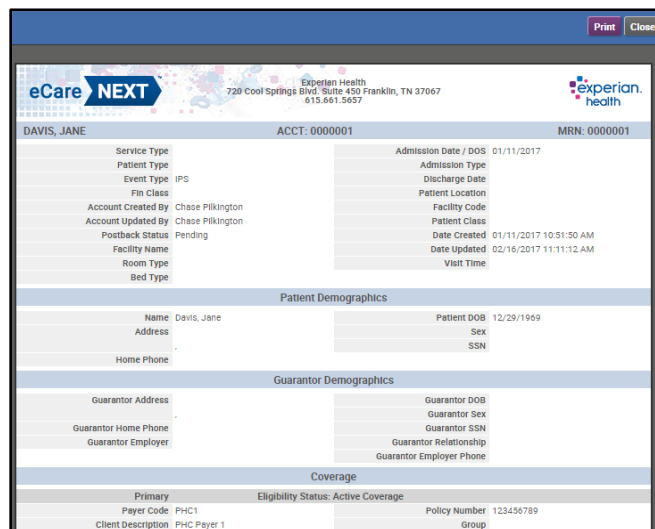 Print Close
eCare NEXT
Experian Health
720 Cool Springs Blvd. Suite 450 Franklin, TN 37067
615.661.5657
experian.
health
DAVIS, JANE ACCT: 0000001 MRN: 0000001
Service Type Admission Date / DOS 01/11/2017
Patient Type Admission Type
Event Type IPS Discharge Date
Fin Class Patient Location
Account Created By Chase Pilkington Facility Code
Account Updated By Chase Pilkington Patient Class
Postback Status Pending Date Created 01/11/2017 10:51:50 AM
Facility Name Date Updated 02/16/2017 11:11:12 AM
Room Type Visit Time
Bed Type
Patient Demographics
Name Davis, Jane Patient DOB 12/29/1969
Address Sex
, SSN
Home Phone
Guarantor Demographics
Guarantor Address Guarantor DOB
, Guarantor Sex
Guarantor Home Phone Guarantor SSN
Guarantor Employer Guarantor Relationship
Guarantor Employer Phone
Coverage
Primary Eligibility Status: Active Coverage
Payer Code PHC1 Policy Number 123456789
Client Description PHC Payer 1 Group